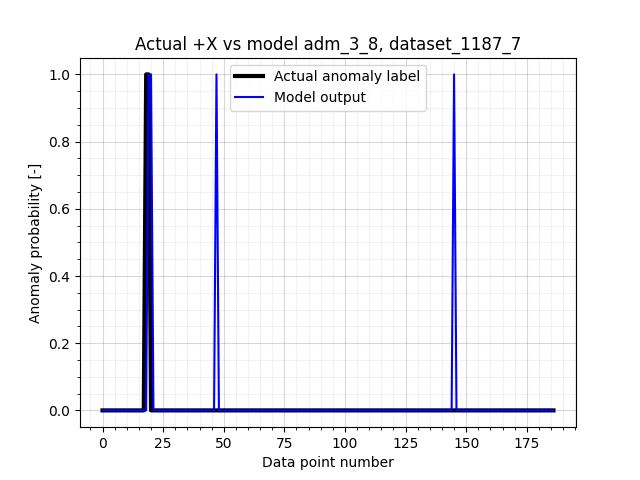 Actual +X vs model adm_3_8, dataset_1187_7
Actual anomaly label
Model output
1.0
0.8
0.6
0.4
0.2
0.0
Anomaly probability [-]
0 25 50 75 100 125 150 175
Data point number